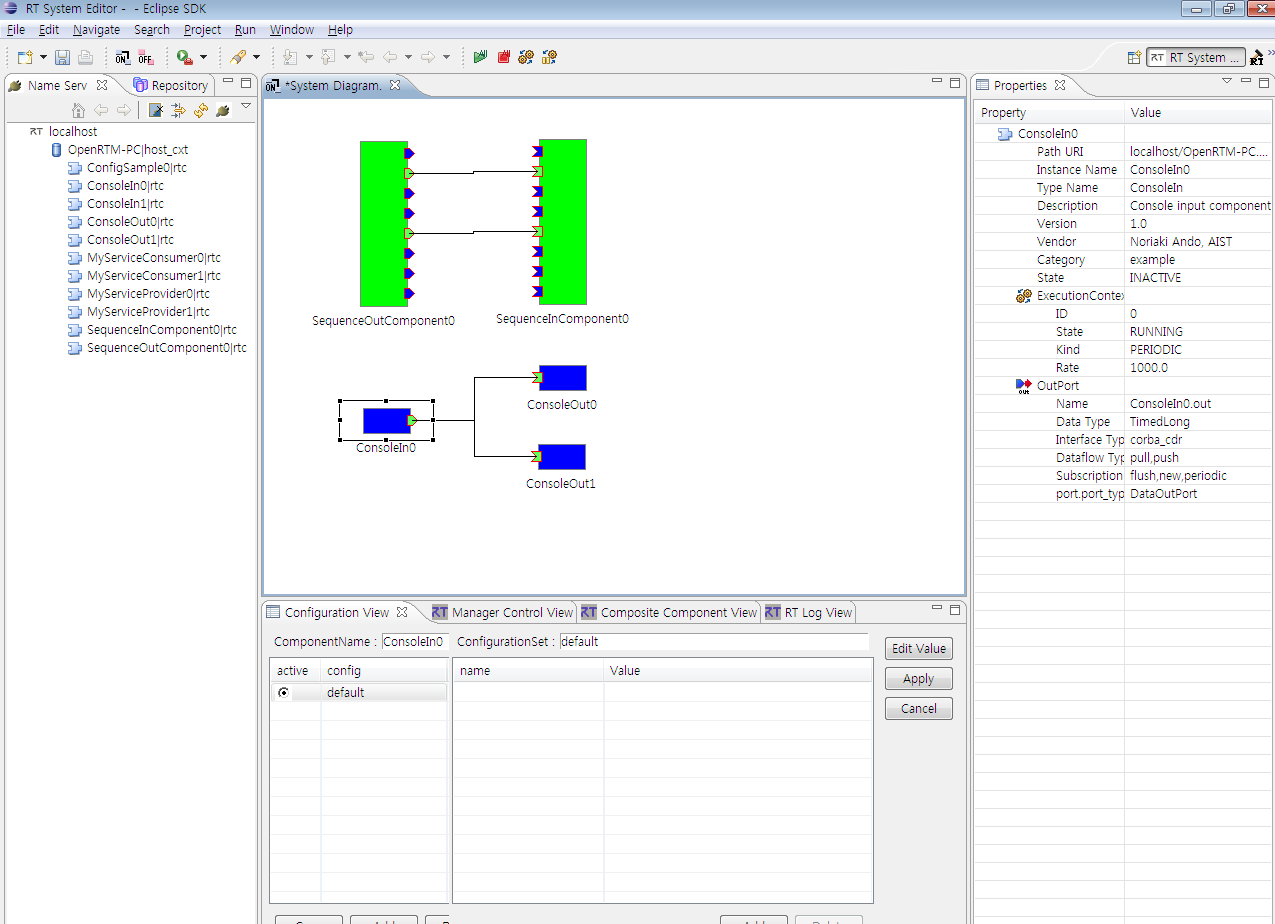 RT System Editor - - Eclipse SDK
File Edit Navigate Search Project Run Window Help
ON OFF
RT RT System ... RT
Name Serv
Repository
RT localhost
OpenRTM-PC|host_cxt
ConfigSample0|rtc
ConsoleIn0|rtc
ConsoleIn1|rtc
ConsoleOut0|rtc
ConsoleOut1|rtc
MyServiceConsumer0|rtc
MyServiceConsumer1|rtc
MyServiceProvider0|rtc
MyServiceProvider1|rtc
SequenceInComponent0|rtc
SequenceOutComponent0|rtc
ON *System Diagram.
SequenceOutComponent0
SequenceInComponent0
ConsoleOut0
ConsoleIn0
ConsoleOut1
Configuration View
RT Manager Control View
RT Composite Component View
RT RT Log View
ComponentName : ConsoleIn0 ConfigurationSet : default
active config name Value
default
Edit Value
Apply
Cancel
Properties
Property Value
ConsoleIn0
Path URI localhost/OpenRTM-PC....
Instance Name ConsoleIn0
Type Name ConsoleIn
Description Console input component
Version 1.0
Vendor Noriaki Ando, AIST
Category example
State INACTIVE
ExecutionContex
ID 0
State RUNNING
Kind PERIODIC
Rate 1000.0
OUT OutPort
Name ConsoleIn0.out
Data Type TimedLong
Interface Typ corba_cdr
Dataflow Typ pull,push
Subscription flush,new,periodic
port.port_typ DataOutPort